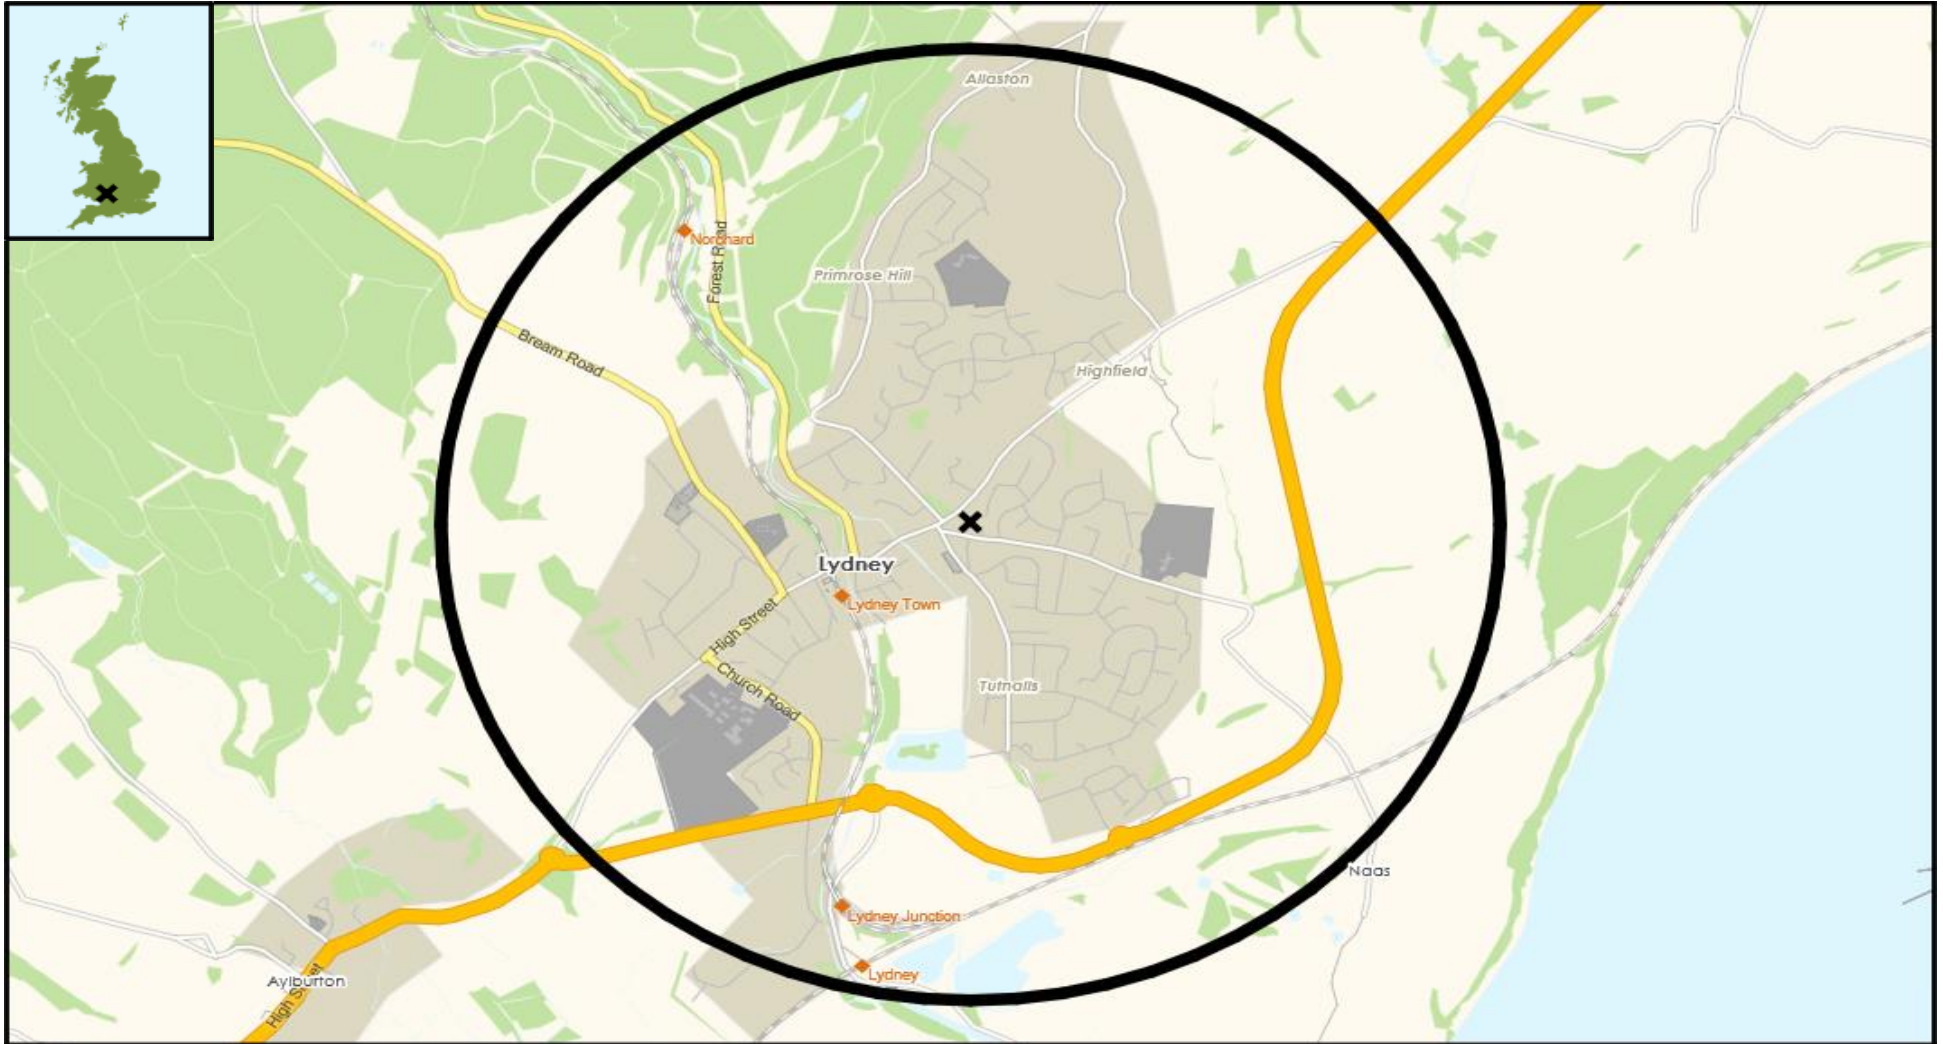 Allaston
Norchard
Forest Road
Primrose Hill
Bream Road
Highfield
Lydney
Lydney Town
High Street
Church Road
Tutnalls
Naas
Lydney Junction
Lydney
Aylburton
High Street